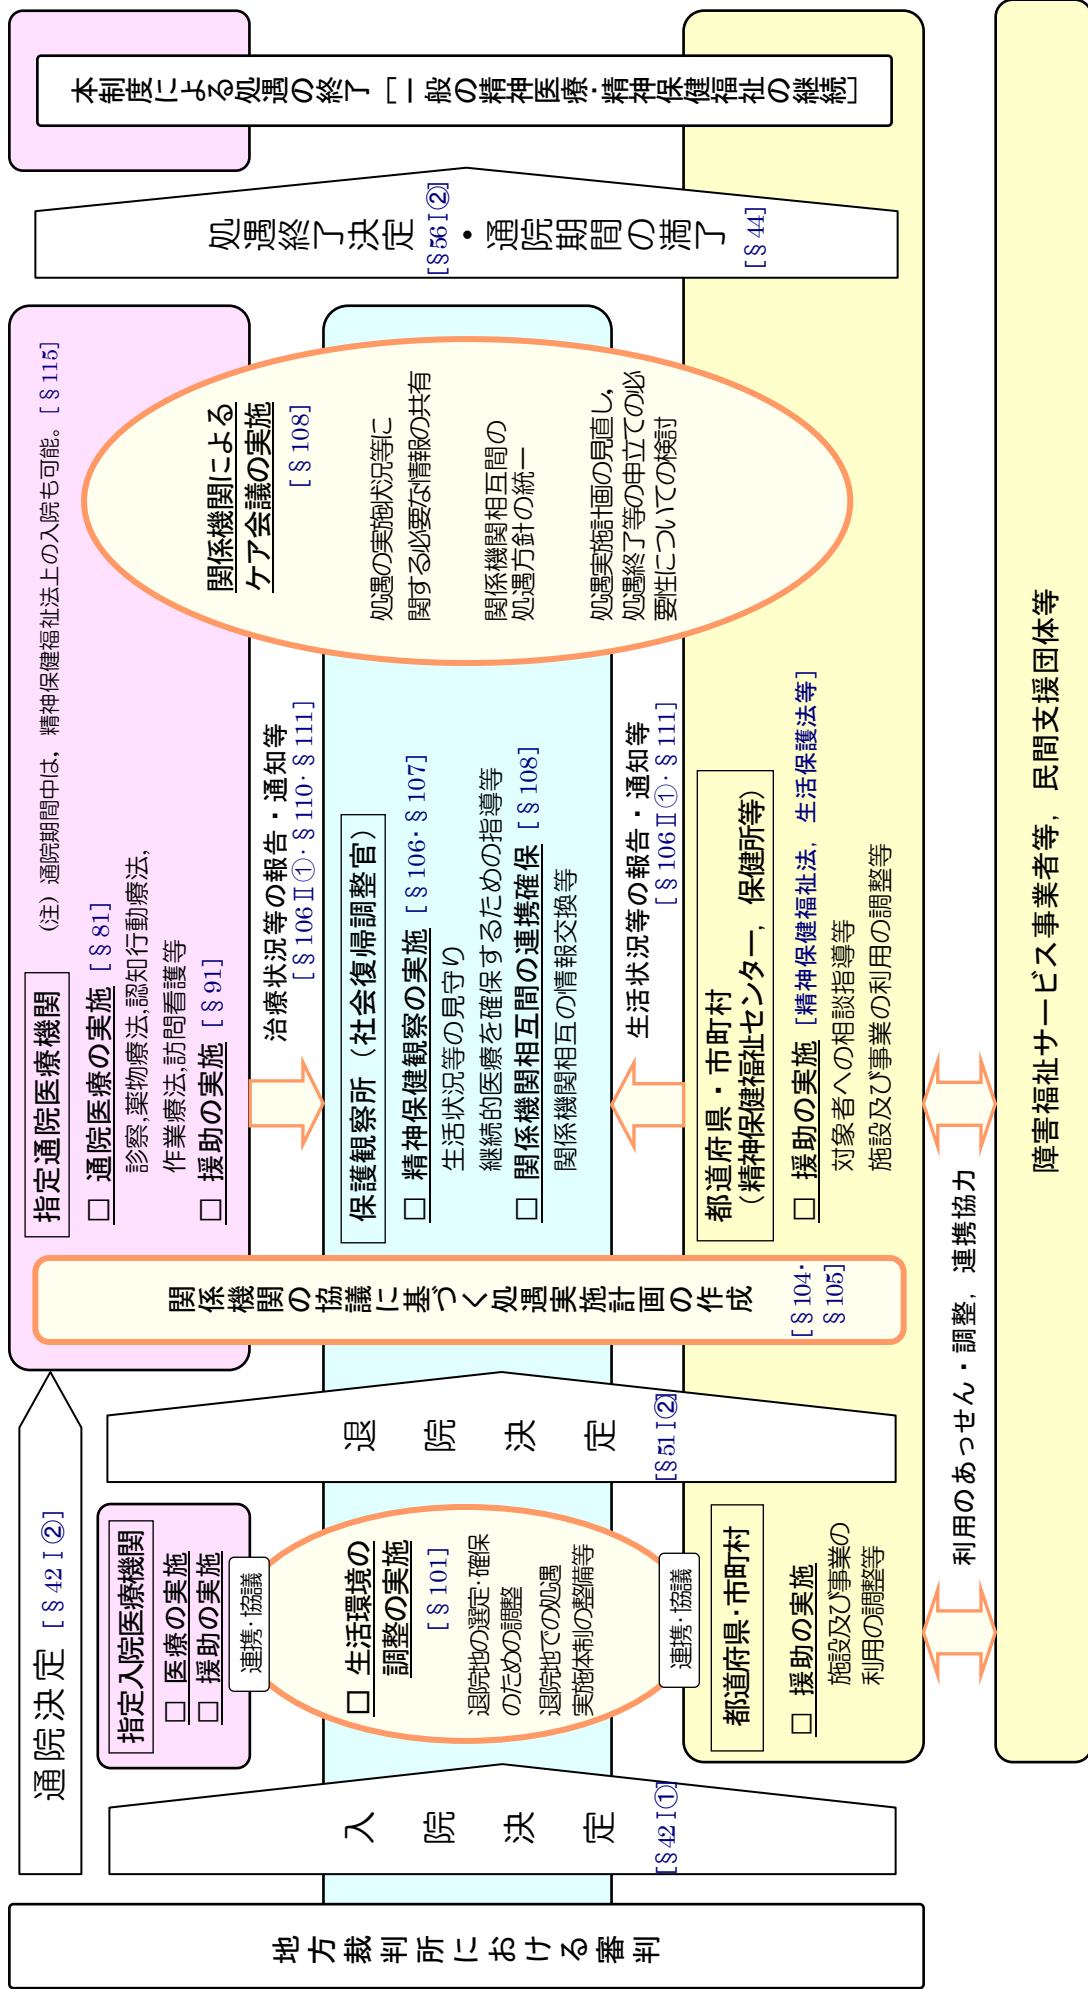 地方裁判所における審判
通院決定 [§42Ⅰ②]
入院決定
[§42Ⅰ①]
指定入院医療機関
□ 医療の実施
□ 援助の実施
連携・協議
□ 生活環境の
調整の実施
[§101]
退院地の選定・確保
のための調整
退院地での処遇
実施体制の整備等
連携・協議
都道府県・市町村
□ 援助の実施
施設及び事業の
利用の調整等
退院決定
[§51Ⅰ②]
関係機関の協議に基づく処遇実施計画の作成
[§104・
§105]
指定通院医療機関
(注) 通院期間中は，精神保健福祉法上の入院も可能。[§115]
□ 通院医療の実施 [§81]
診察,薬物療法,認知行動療法,
作業療法,訪問看護等
□ 援助の実施 [§91]
治療状況等の報告・通知等
[§106Ⅱ①・§110・§111]
保護観察所（社会復帰調整官）
□ 精神保健観察の実施 [§106・§107]
生活状況等の見守り
継続的医療を確保するための指導等
□ 関係機関相互間の連携確保 [§108]
関係機関相互の情報交換等
生活状況等の報告・通知等
[§106Ⅱ①・§111]
都道府県・市町村
（精神保健福祉センター，保健所等）
□ 援助の実施 [精神保健福祉法，生活保護法等]
対象者への相談指導等
施設及び事業の利用の調整等
関係機関による
ケア会議の実施
[§108]
処遇の実施状況等に
関する必要な情報の共有
関係機関相互間の
処遇方針の統一
処遇実施計画の見直し,
処遇終了等の申立ての必
要性についての検討
処遇終了決定・通院期間の満了
[§56Ⅰ②]
[§44]
本制度による処遇の終了［一般の精神医療・精神保健福祉の継続］
利用のあっせん・調整，連携協力
障害福祉サービス事業者等，民間支援団体等